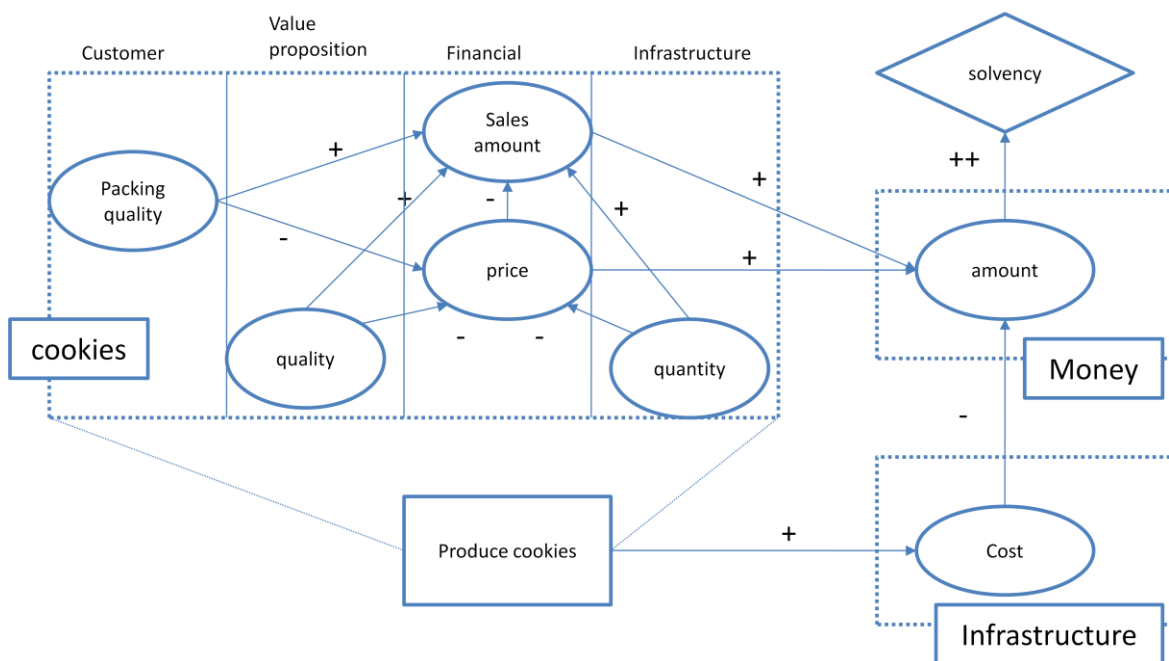 Customer
Value
proposition
Financial
Infrastructure
solvency
Sales
amount
+
++
Packing
quality
+
-
+
+
-
price
+
amount
cookies
-
-
quality
quantity
Money
-
Produce cookies
+
Cost
Infrastructure